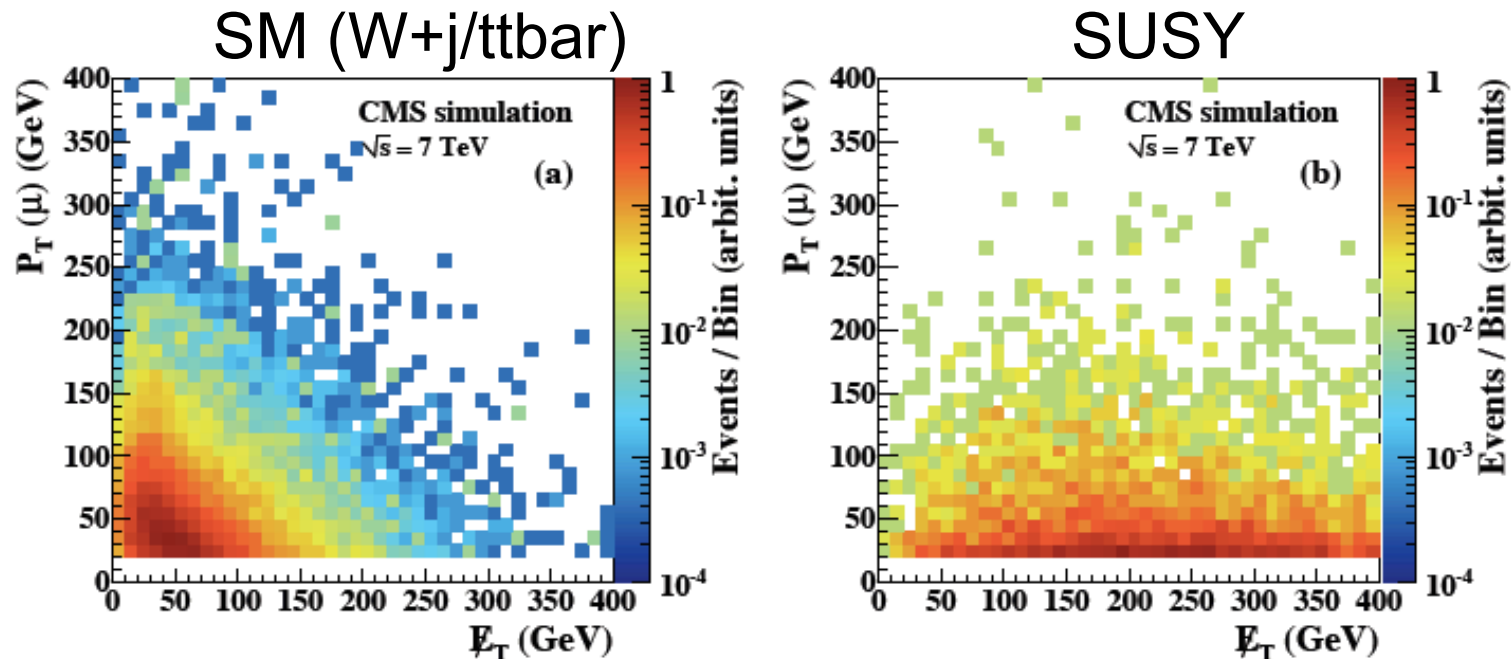 SM (W+j/ttbar)
SUSY
P_T (μ) (GeV)
400
350
300
250
200
150
100
50
0
CMS simulation
√s = 7 TeV
(a)
0 50 100 150 200 250 300 350 400
E̸_T (GeV)
1
10^-1
10^-2
10^-3
10^-4
Events / Bin (arbit. units)
P_T (μ) (GeV)
400
350
300
250
200
150
100
50
0
CMS simulation
√s = 7 TeV
(b)
0 50 100 150 200 250 300 350 400
E̸_T (GeV)
1
10^-1
10^-2
10^-3
10^-4
Events / Bin (arbit. units)